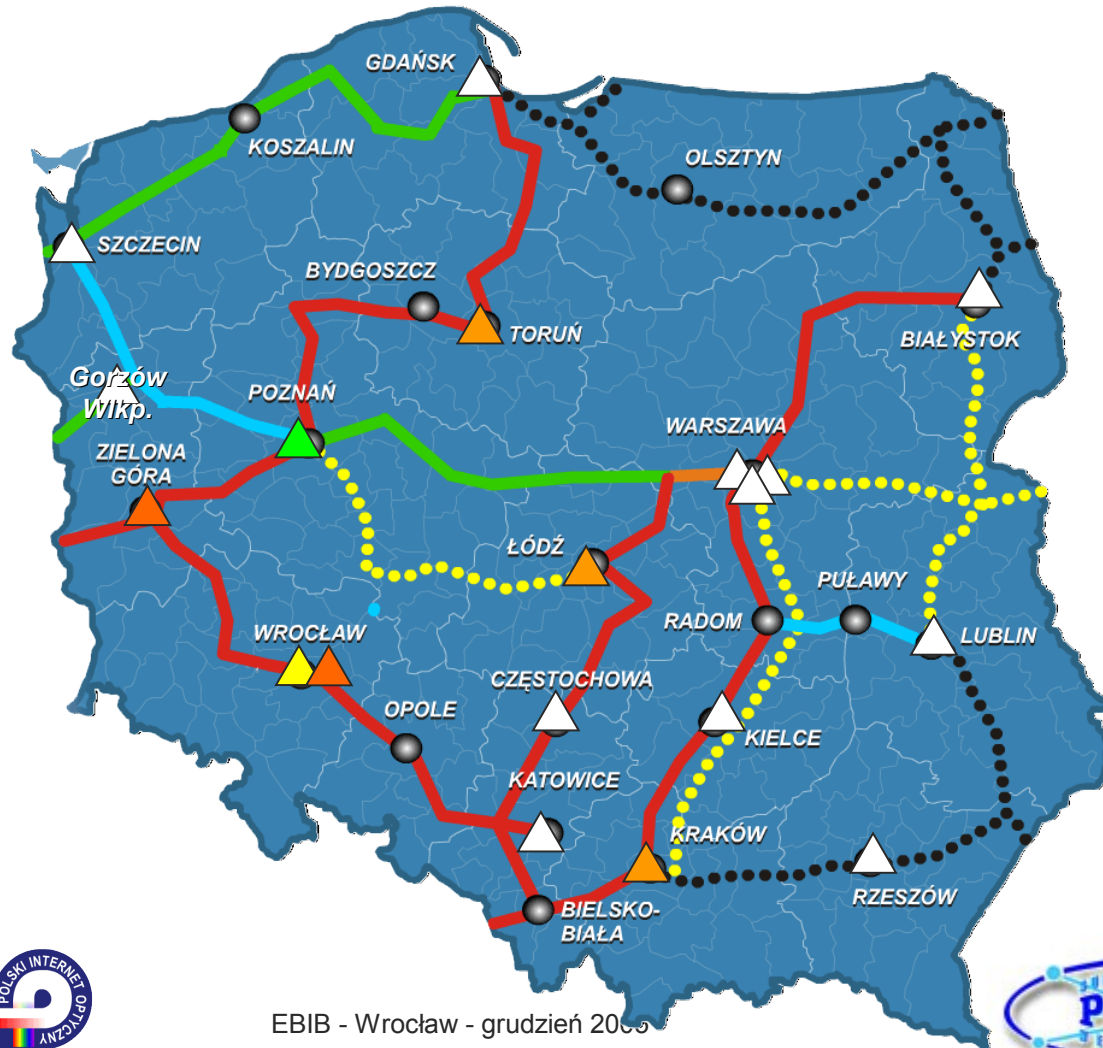 GDAŃSK
KOSZALIN
OLSZTYN
SZCZECIN
BYDGOSZCZ
TORUŃ
BIAŁYSTOK
Gorzów
Wlkp.
POZNAŃ
WARSZAWA
ZIELONA
GÓRA
ŁÓDŹ
PUŁAWY
RADOM
LUBLIN
WROCŁAW
CZĘSTOCHOWA
OPOLE
KIELCE
KATOWICE
KRAKÓW
RZESZÓW
BIELSKO-
BIAŁA
POLSKI INTERNET OPTYCZNY
EBIB - Wrocław - grudzień